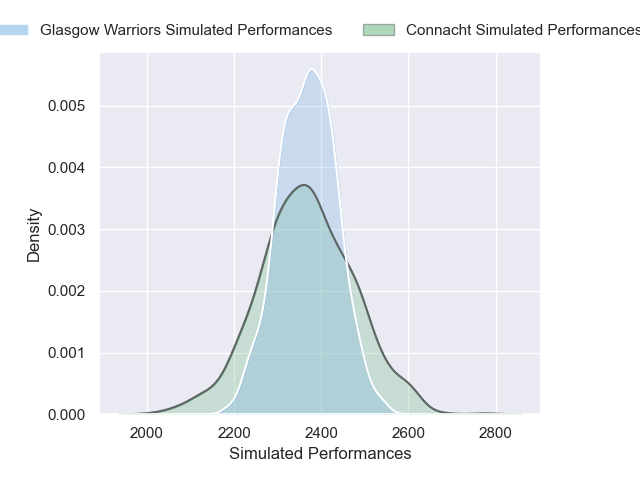 Glasgow Warriors Simulated Performances
Connacht Simulated Performances
0.005
0.004
0.003
0.002
0.001
0.000
Density
2000 2200 2400 2600 2800
Simulated Performances